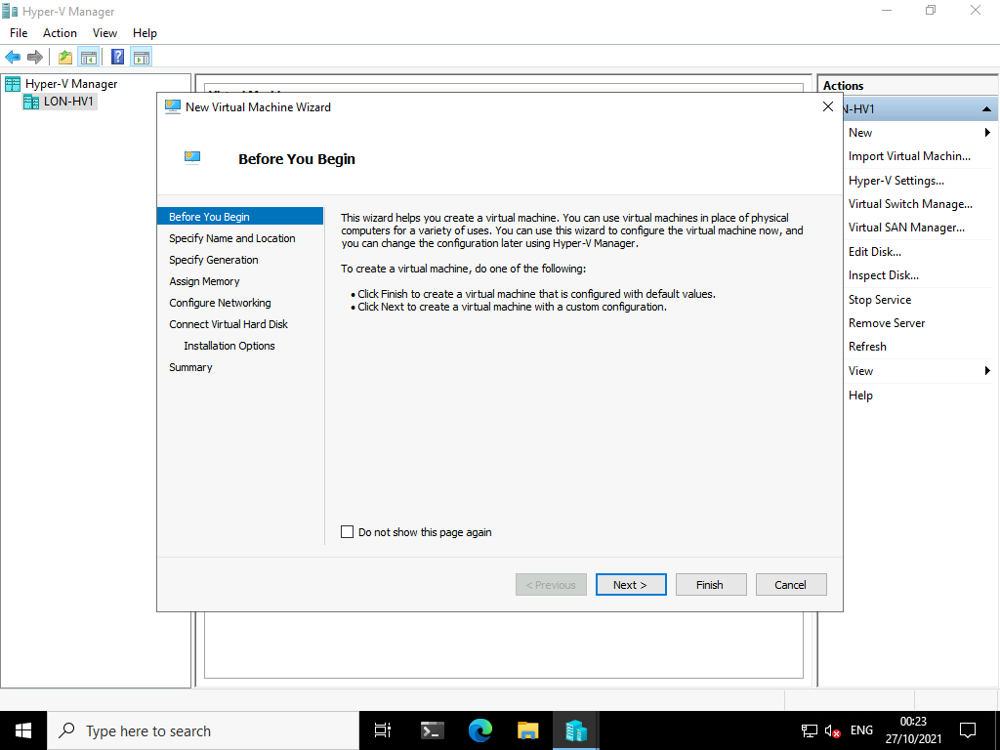 Hyper-V Manager
File Action View Help
Hyper-V Manager
LON-HV1
New Virtual Machine Wizard
Before You Begin
Before You Begin
Specify Name and Location
Specify Generation
Assign Memory
Configure Networking
Connect Virtual Hard Disk
Installation Options
Summary
This wizard helps you create a virtual machine. You can use virtual machines in place of physical
computers for a variety of uses. You can use this wizard to configure the virtual machine now, and
you can change the configuration later using Hyper-V Manager.
To create a virtual machine, do one of the following:
• Click Finish to create a virtual machine that is configured with default values.
• Click Next to create a virtual machine with a custom configuration.
Do not show this page again
< Previous Next > Finish Cancel
Actions
N-HV1
New
Import Virtual Machin...
Hyper-V Settings...
Virtual Switch Manage...
Virtual SAN Manager...
Edit Disk...
Inspect Disk...
Stop Service
Remove Server
Refresh
View
Help
Type here to search
ENG
00:23
27/10/2021